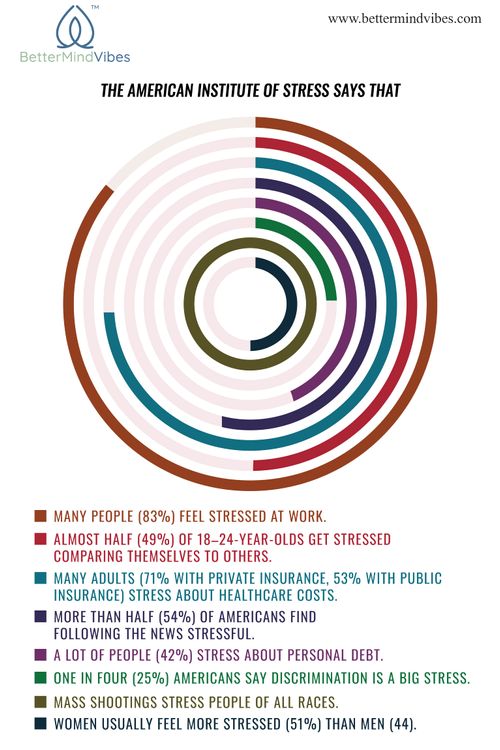 www.bettermindvibes.com
TM
BetterMindVibes
THE AMERICAN INSTITUTE OF STRESS SAYS THAT
MANY PEOPLE (83%) FEEL STRESSED AT WORK.
ALMOST HALF (49%) OF 18–24-YEAR-OLDS GET STRESSED
COMPARING THEMSELVES TO OTHERS.
MANY ADULTS (71% WITH PRIVATE INSURANCE, 53% WITH PUBLIC
INSURANCE) STRESS ABOUT HEALTHCARE COSTS.
MORE THAN HALF (54%) OF AMERICANS FIND
FOLLOWING THE NEWS STRESSFUL.
A LOT OF PEOPLE (42%) STRESS ABOUT PERSONAL DEBT.
ONE IN FOUR (25%) AMERICANS SAY DISCRIMINATION IS A BIG STRESS.
MASS SHOOTINGS STRESS PEOPLE OF ALL RACES.
WOMEN USUALLY FEEL MORE STRESSED (51%) THAN MEN (44).